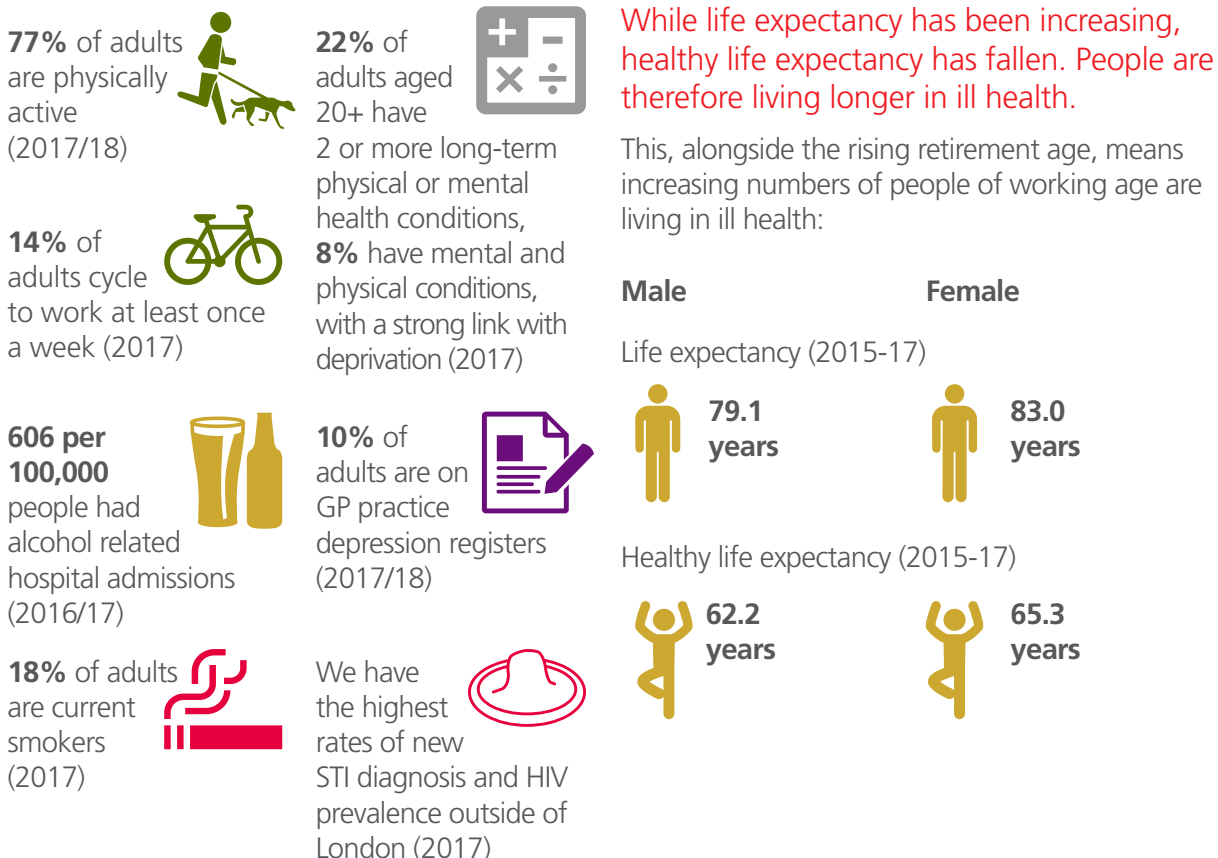 77% of adults
are physically
active
(2017/18)
14% of
adults cycle
to work at least once
a week (2017)
606 per
100,000
people had
alcohol related
hospital admissions
(2016/17)
18% of adults
are current
smokers
(2017)
22% of
adults aged
20+ have
2 or more long-term
physical or mental
health conditions,
8% have mental and
physical conditions,
with a strong link with
deprivation (2017)
10% of
adults are on
GP practice
depression registers
(2017/18)
We have
the highest
rates of new
STI diagnosis and HIV
prevalence outside of
London (2017)
While life expectancy has been increasing,
healthy life expectancy has fallen. People are
therefore living longer in ill health.
This, alongside the rising retirement age, means
increasing numbers of people of working age are
living in ill health:
Male Female
Life expectancy (2015-17)
79.1 83.0
years years
Healthy life expectancy (2015-17)
62.2 65.3
years years